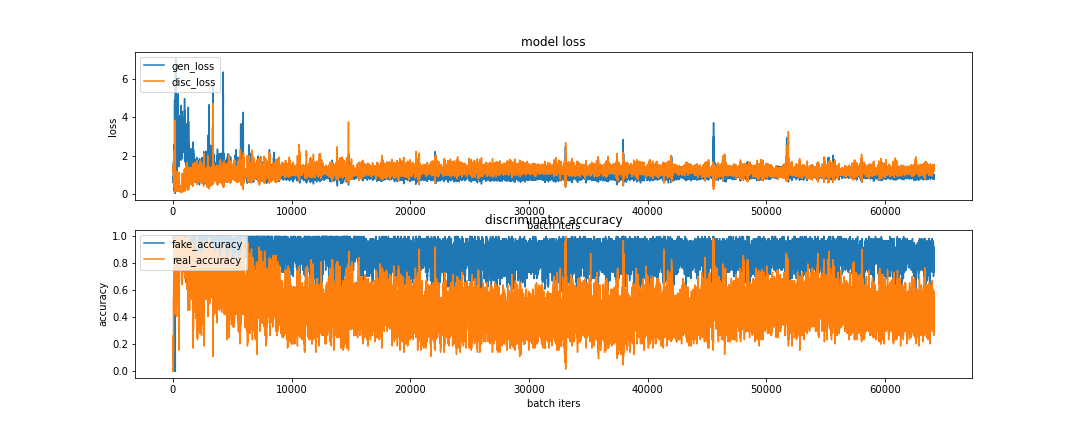 model loss
gen_loss
disc_loss
loss
6
4
2
0
0 10000 20000 30000 40000 50000 60000
batch iters
discriminator accuracy
fake_accuracy
real_accuracy
accuracy
1.0
0.8
0.6
0.4
0.2
0.0
0 10000 20000 30000 40000 50000 60000
batch iters